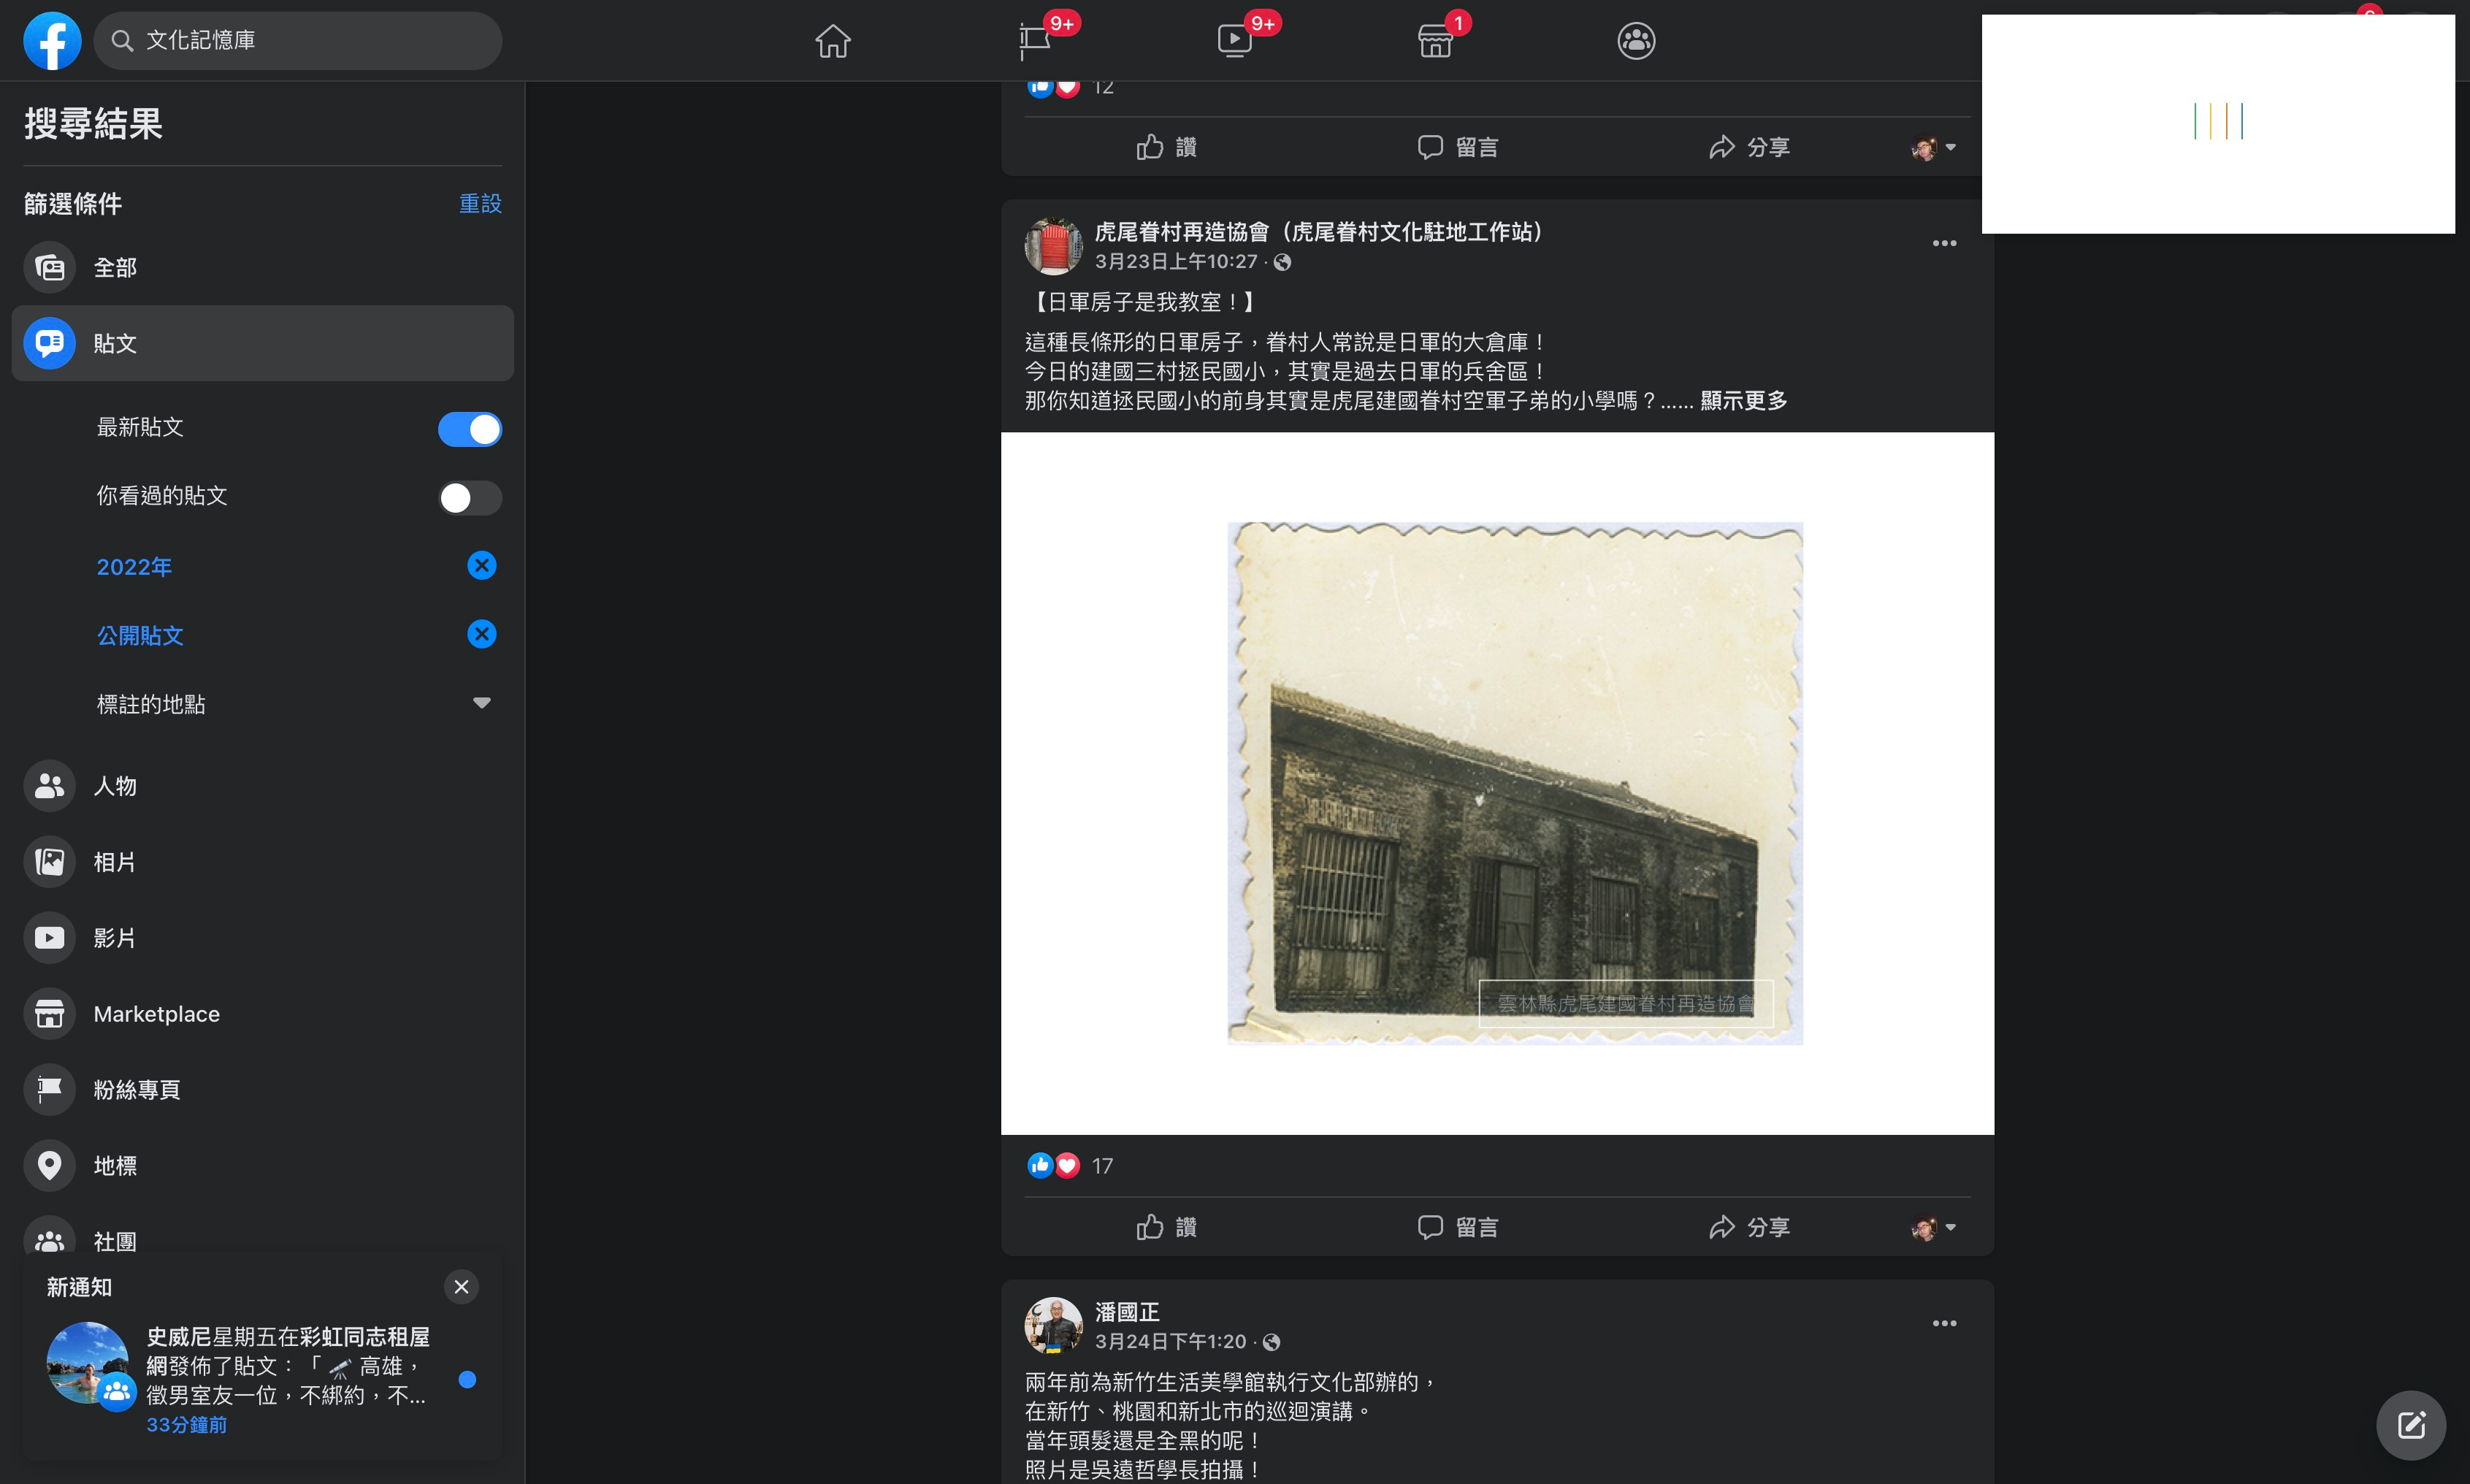 文化記憶庫
9+
9+
1
搜尋結果
篩選條件
重設
全部
貼文
最新貼文
你看過的貼文
2022年
公開貼文
標註的地點
人物
相片
影片
Marketplace
粉絲專頁
地標
社團
新通知
史威尼星期五在彩虹同志租屋
網發佈了貼文：「🔭 高雄，
徵男室友一位，不綁約，不...
33分鐘前
12
讚
留言
分享
虎尾眷村再造協會（虎尾眷村文化駐地工作站）
3月23日上午10:27 ·
【日軍房子是我教室！】
這種長條形的日軍房子，眷村人常說是日軍的大倉庫！
今日的建國三村拯民國小，其實是過去日軍的兵舍區！
那你知道拯民國小的前身其實是虎尾建國眷村空軍子弟的小學嗎？...... 顯示更多
雲林縣虎尾建國眷村再造協會
17
讚
留言
分享
潘國正
3月24日下午1:20 ·
兩年前為新竹生活美學館執行文化部辦的，
在新竹、桃園和新北市的巡迴演講。
當年頭髮還是全黑的呢！
照片是吳遠哲學長拍攝！